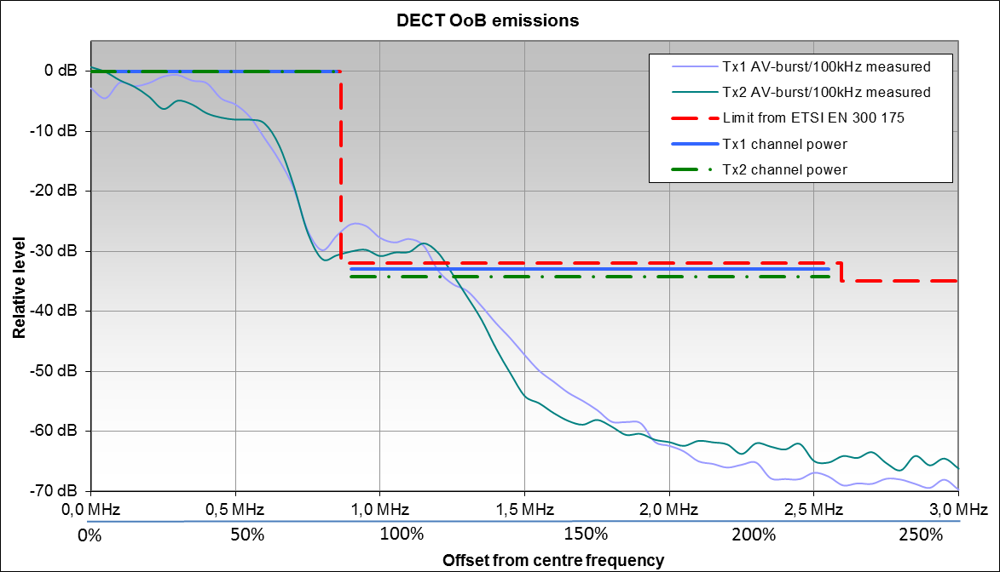 DECT OoB emissions
0 dB
-10 dB
-20 dB
-30 dB
-40 dB
-50 dB
-60 dB
-70 dB
Relative level
Tx1 AV-burst/100kHz measured
Tx2 AV-burst/100kHz measured
Limit from ETSI EN 300 175
Tx1 channel power
Tx2 channel power
0,0 MHz 0,5 MHz 1,0 MHz 1,5 MHz 2,0 MHz 2,5 MHz 3,0 MHz
0% 50% 100% 150% 200% 250%
Offset from centre frequency